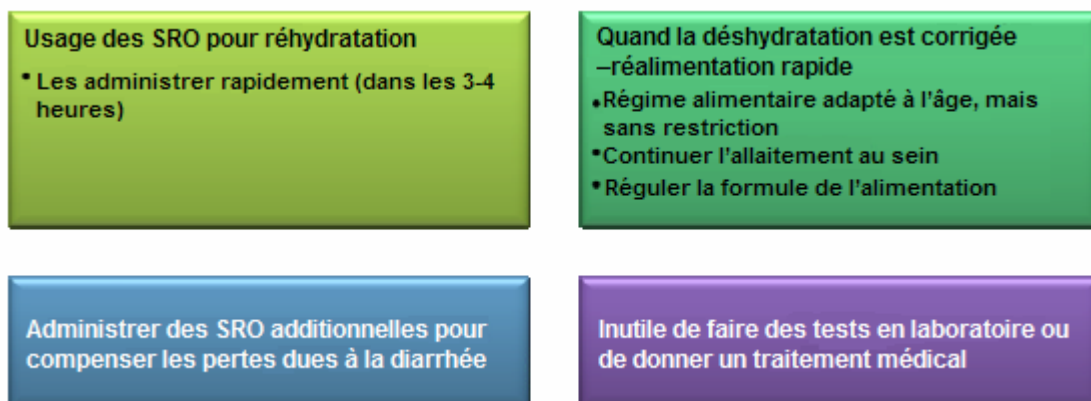 Usage des SRO pour réhydratation
• Les administrer rapidement (dans les 3-4
heures)
Quand la déshydratation est corrigée
–réalimentation rapide
•Régime alimentaire adapté à l'âge, mais
sans restriction
•Continuer l'allaitement au sein
• Réguler la formule de l'alimentation
Administrer des SRO additionnelles pour
compenser les pertes dues à la diarrhée
Inutile de faire des tests en laboratoire ou
de donner un traitement médical